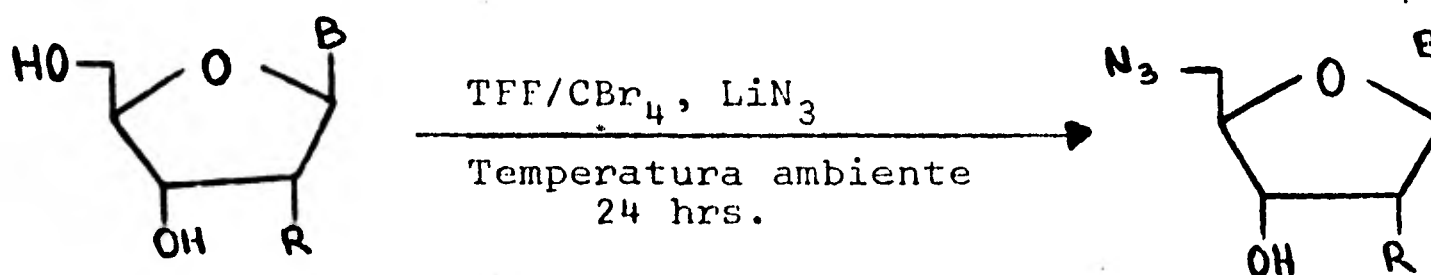 HO
O
B
OH
R
TFF/CBr4, LiN3
Temperatura ambiente
24 hrs.
N3
O
B
OH
R